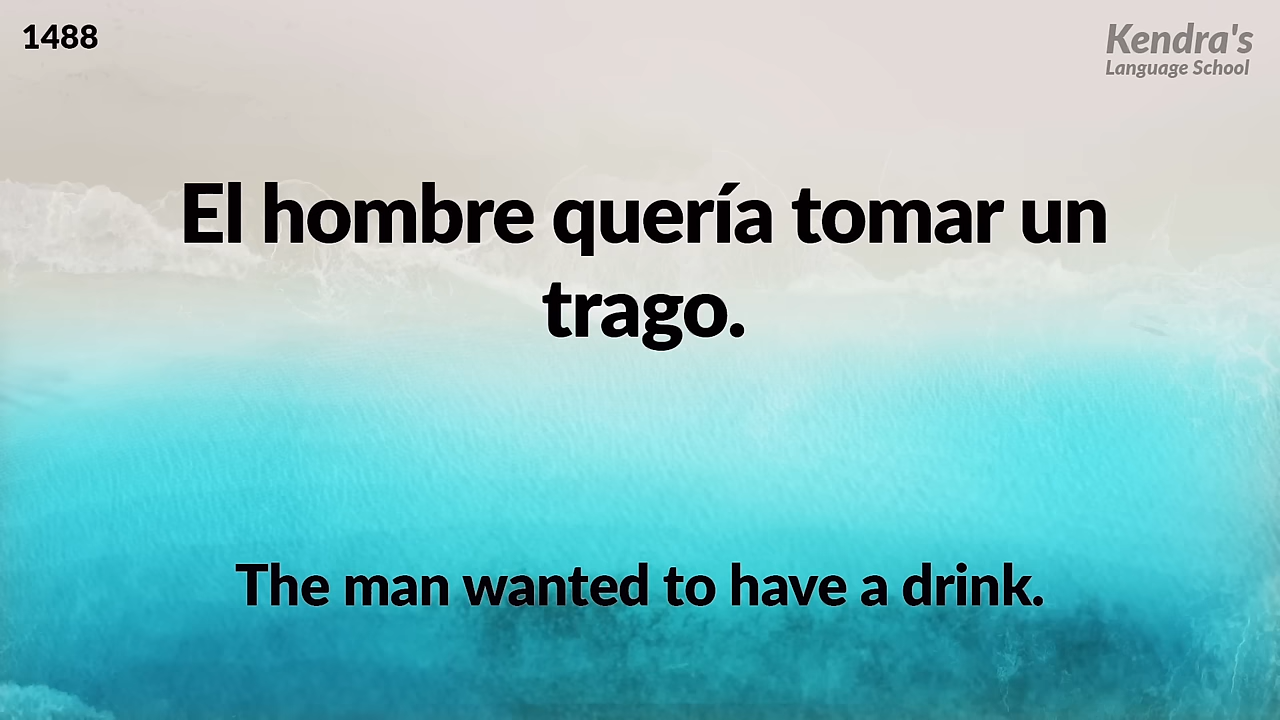 1488
Kendra's
Language School
El hombre quería tomar un
trago.
The man wanted to have a drink.